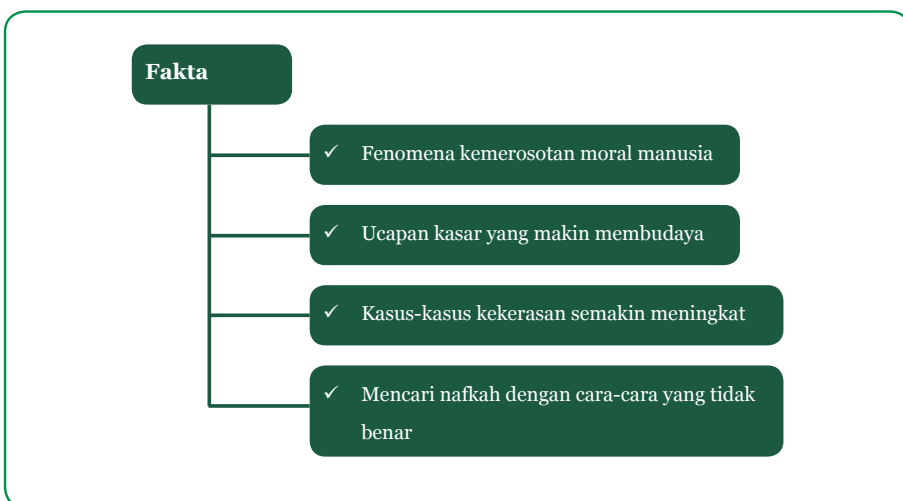 Fakta
✓ Fenomena kemerosotan moral manusia
✓ Ucapan kasar yang makin membudaya
✓ Kasus-kasus kekerasan semakin meningkat
✓ Mencari nafkah dengan cara-cara yang tidak
benar